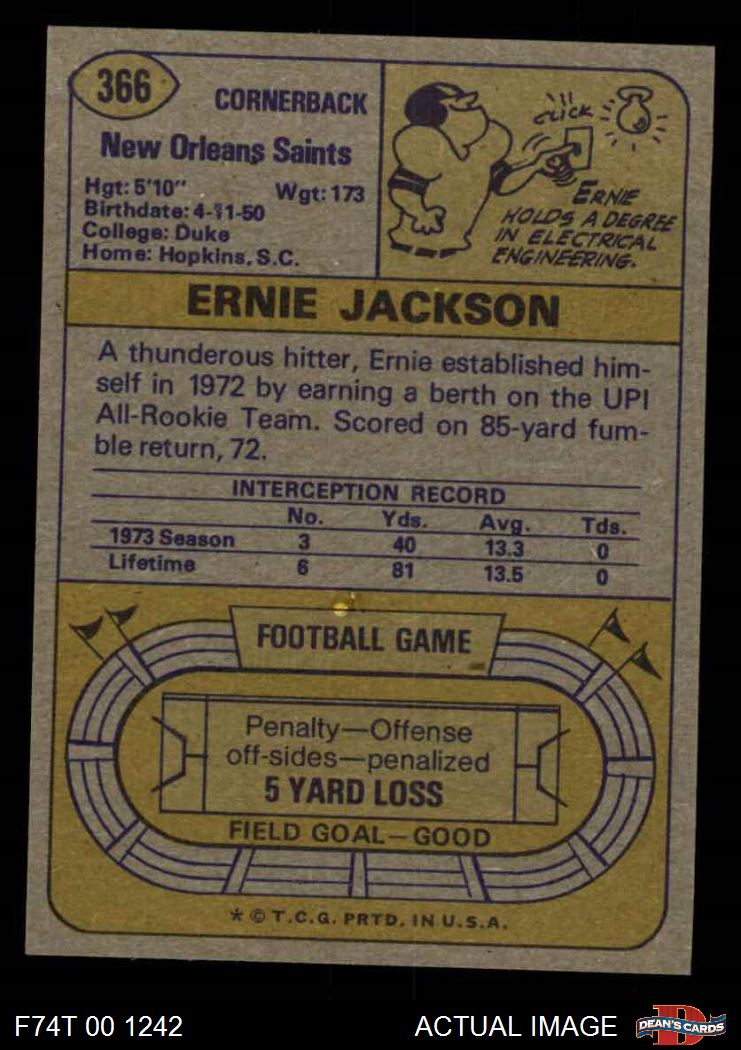 366
CORNERBACK
New Orleans Saints
Hgt: 5'10" Wgt: 173
Birthdate: 4-11-50
College: Duke
Home: Hopkins, S.C.
CLICK
ERNIE
HOLDS A DEGREE
IN ELECTRICAL
ENGINEERING.
ERNIE JACKSON
A thunderous hitter, Ernie established him-
self in 1972 by earning a berth on the UPI
All-Rookie Team. Scored on 85-yard fum-
ble return, 72.
INTERCEPTION RECORD
No. Yds. Avg. Tds.
1973 Season 3 40 13.3 0
Lifetime 6 81 13.5 0
FOOTBALL GAME
Penalty—Offense
off-sides—penalized
5 YARD LOSS
FIELD GOAL—GOOD
* © T.C.G. PRTD. IN U.S.A.
F74T 00 1242 ACTUAL IMAGE D DEAN'S CARDS